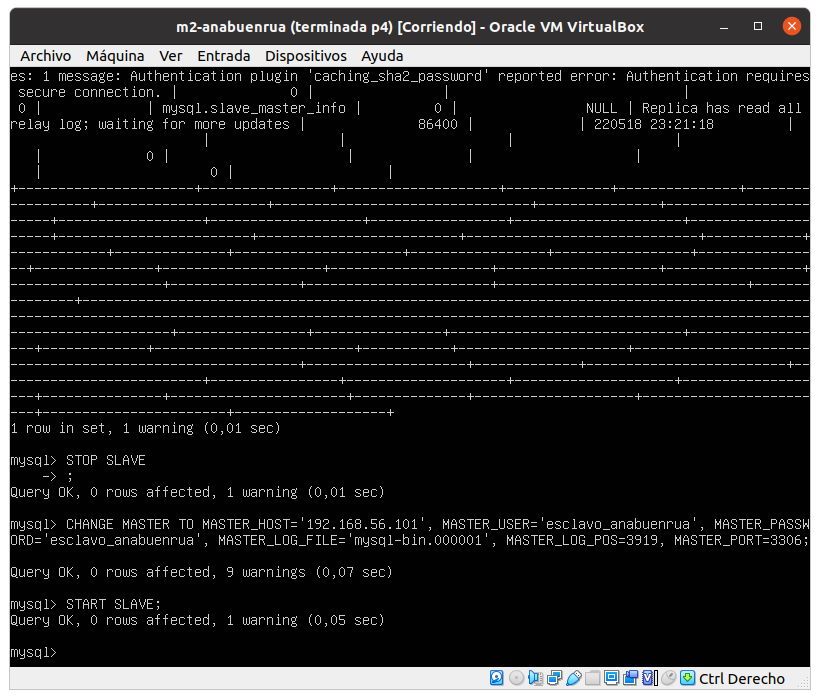 m2-anabuenrua (terminada p4) [Corriendo] - Oracle VM VirtualBox
Archivo Máquina Ver Entrada Dispositivos Ayuda
es: 1 message: Authentication plugin 'caching_sha2_password' reported error: Authentication requires
 secure connection. | 0 | | |
0 | | mysql.slave_master_info | 0 | NULL | Replica has read all
relay log; waiting for more updates | 86400 | | 220518 23:21:18 |
| | | |
| 0 | | | |
| 0 | |
+-----------------------+----------------+-------------------+-------------+---------------+--------
----------+---------------------+--------------------------------+---------------+------------------
-----+------------------+-------------------+-----------------+---------------------+---------------
-----+------------------------+-------------------------+-----------------------------+------------+
------------+--------------+---------------------+-----------------+-----------------+--------------
--+---------------+-----------------+-----------------------+-----------------+--------------------+
-------------------+----------------+-----------------------+-------------------------------+-------
----------------------------------------------------------------------------------------------------
--------+-------------------------------------------------------------------------------------------
--------------------+----------------+----------------+-----------------------------+---------------
---+-------------+------------------+--------------+---------------------+--------------------------
------------------------------------+-----------------+-----------------+-------------------------+-
------------------------+----------------+--------------------+--------------------+----------------
---+---------------+----------------------+--------------+--------------------+---------------------
---+-----------------------+-------------------+
1 row in set, 1 warning (0,01 sec)
mysql> STOP SLAVE
    -> ;
Query OK, 0 rows affected, 1 warning (0,01 sec)
mysql> CHANGE MASTER TO MASTER_HOST='192.168.56.101', MASTER_USER='esclavo_anabuenrua', MASTER_PASSW
ORD='esclavo_anabuenrua', MASTER_LOG_FILE='mysql-bin.000001', MASTER_LOG_POS=3919, MASTER_PORT=3306;
Query OK, 0 rows affected, 9 warnings (0,07 sec)
mysql> START SLAVE;
Query OK, 0 rows affected, 1 warning (0,05 sec)
mysql>
Ctrl Derecho